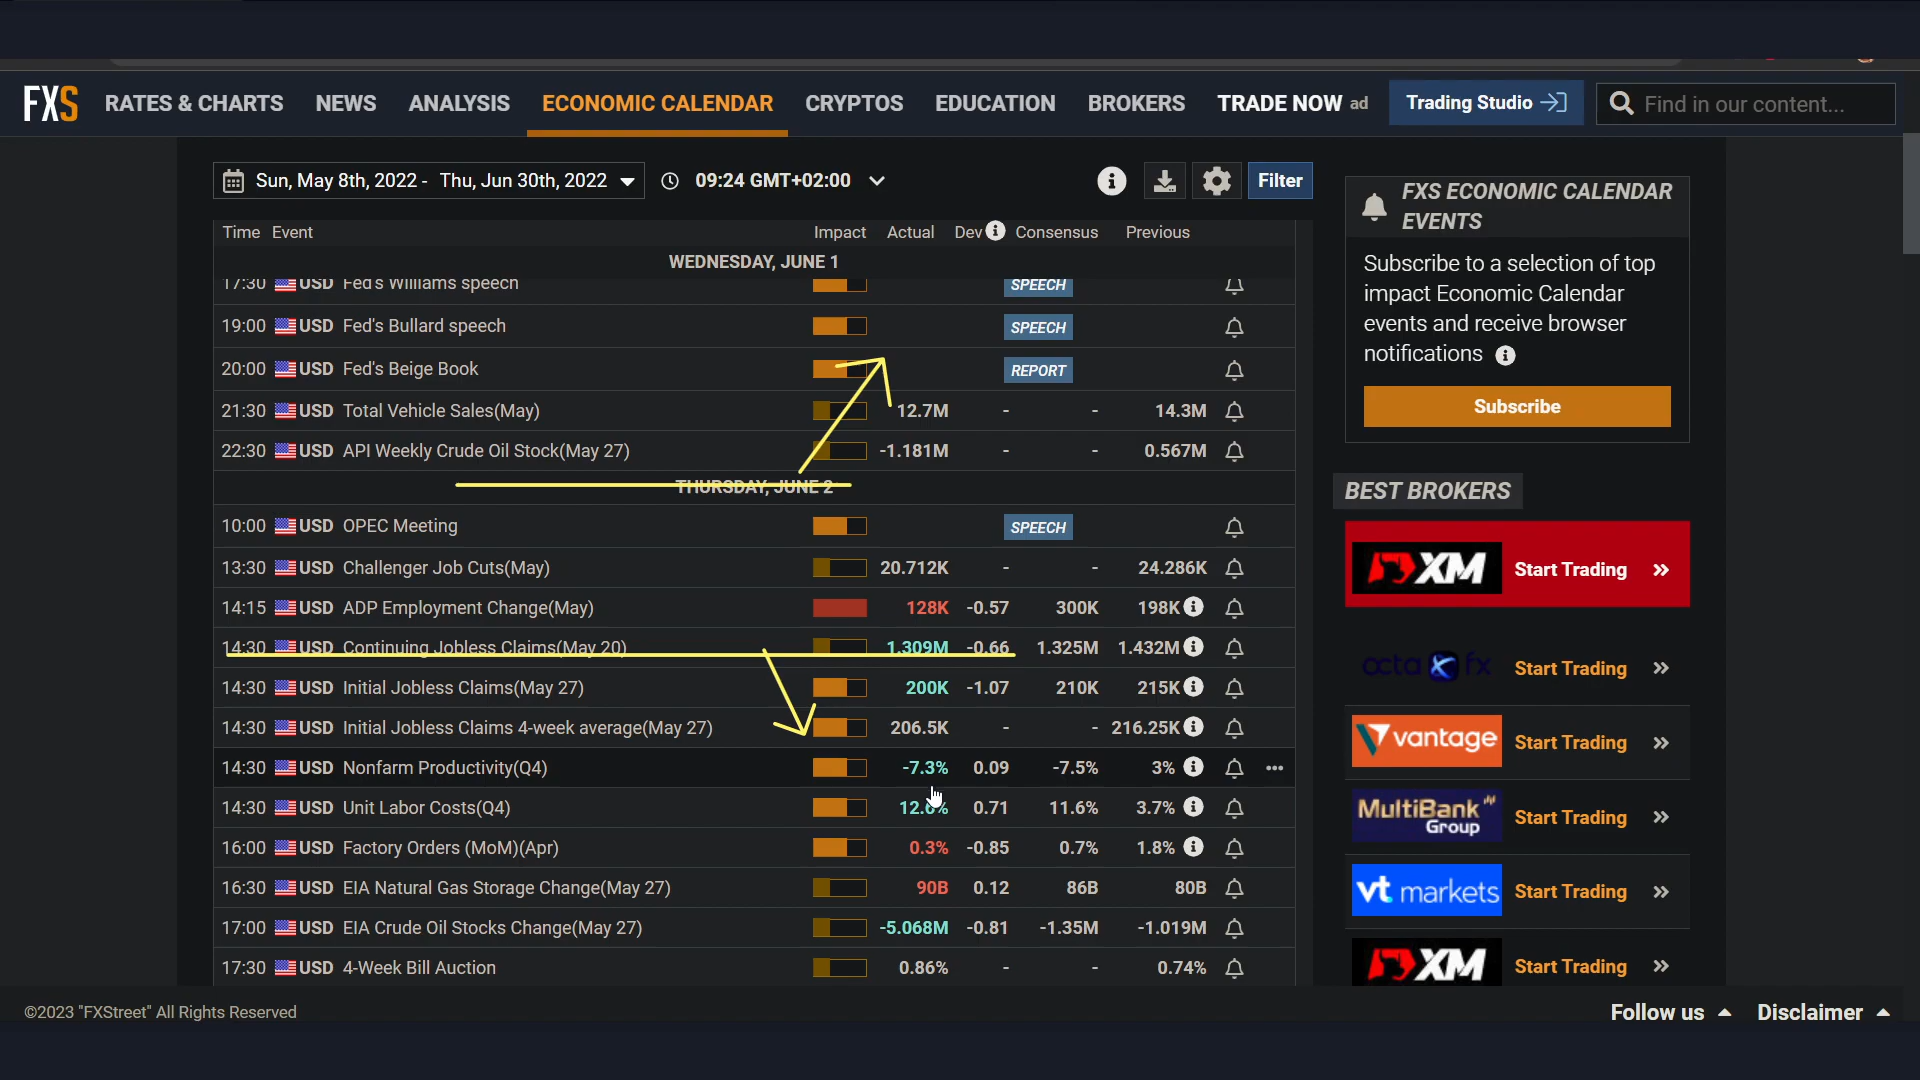 FXS RATES & CHARTS NEWS ANALYSIS ECONOMIC CALENDAR CRYPTOS EDUCATION BROKERS TRADE NOW ad Trading Studio Find in our content...
Sun, May 8th, 2022 - Thu, Jun 30th, 2022 09:24 GMT+02:00 Filter
Time Event Impact Actual Dev Consensus Previous
WEDNESDAY, JUNE 1
17:30 USD Fed's Williams speech SPEECH
19:00 USD Fed's Bullard speech SPEECH
20:00 USD Fed's Beige Book REPORT
21:30 USD Total Vehicle Sales(May) 12.7M - - 14.3M
22:30 USD API Weekly Crude Oil Stock(May 27) -1.181M - - 0.567M
THURSDAY, JUNE 2
10:00 USD OPEC Meeting SPEECH
13:30 USD Challenger Job Cuts(May) 20.712K - - 24.286K
14:15 USD ADP Employment Change(May) 128K -0.57 300K 198K
14:30 USD Continuing Jobless Claims(May 20) 1.309M -0.66 1.325M 1.432M
14:30 USD Initial Jobless Claims(May 27) 200K -1.07 210K 215K
14:30 USD Initial Jobless Claims 4-week average(May 27) 206.5K - - 216.25K
14:30 USD Nonfarm Productivity(Q4) -7.3% 0.09 -7.5% 3%
14:30 USD Unit Labor Costs(Q4) 12.6% 0.71 11.6% 3.7%
16:00 USD Factory Orders (MoM)(Apr) 0.3% -0.85 0.7% 1.8%
16:30 USD EIA Natural Gas Storage Change(May 27) 90B 0.12 86B 80B
17:00 USD EIA Crude Oil Stocks Change(May 27) -5.068M -0.81 -1.35M -1.019M
17:30 USD 4-Week Bill Auction 0.86% - - 0.74%
FXS ECONOMIC CALENDAR
EVENTS
Subscribe to a selection of top
impact Economic Calendar
events and receive browser
notifications
Subscribe
BEST BROKERS
XM Start Trading
octa fx Start Trading
vantage Start Trading
MultiBank Group Start Trading
vt markets Start Trading
XM Start Trading
©2023 "FXStreet" All Rights Reserved
Follow us Disclaimer